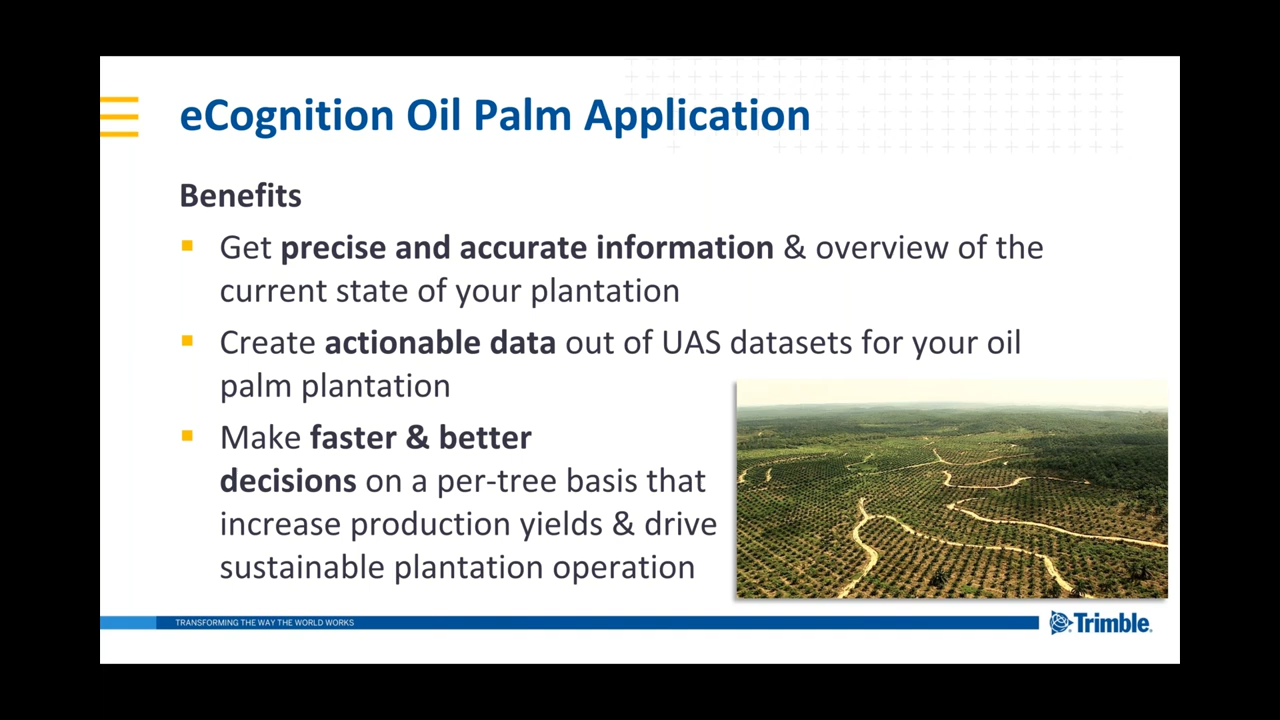 eCognition Oil Palm Application
Benefits
Get precise and accurate information & overview of the
current state of your plantation
Create actionable data out of UAS datasets for your oil
palm plantation
Make faster & better
decisions on a per-tree basis that
increase production yields & drive
sustainable plantation operation
TRANSFORMING THE WAY THE WORLD WORKS
Trimble